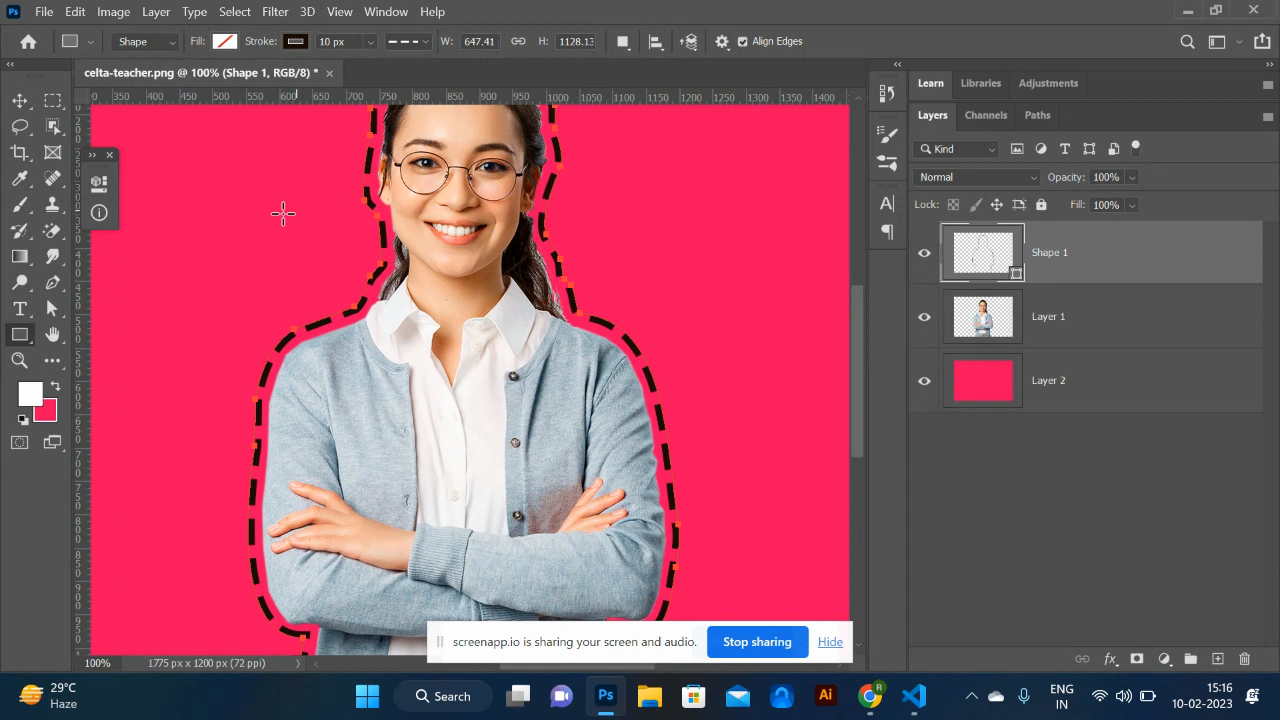 Ps File Edit Image Layer Type Select Filter 3D View Window Help
Shape Fill: Stroke: 10 px W: 647.41 H: 1128.13 Align Edges
celta-teacher.png @ 100% (Shape 1, RGB/8) * ×
Learn Libraries Adjustments
0 350 400 450 500 550 600 650 700 750 800 850 900 950 1000 1050 1100 1150 1200 1250 1300 1350 1400
Layers Channels Paths
Kind
Normal Opacity: 100%
Lock: Fill: 100%
Shape 1
Layer 1
Layer 2
screenapp.io is sharing your screen and audio. Stop sharing Hide
100% 1775 px x 1200 px (72 ppi)
29°C
Haze
Search
Ps
Ai
R
ENG
IN
15:16
10-02-2023